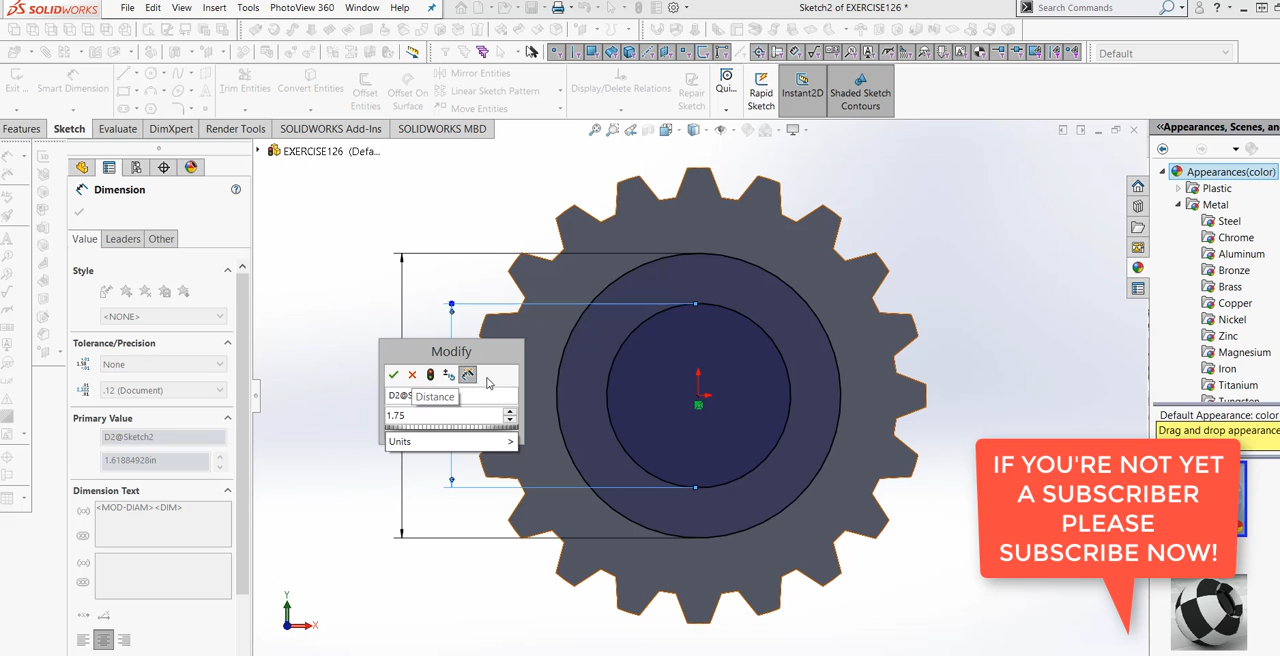 SOLIDWORKS File Edit View Insert Tools PhotoView 360 Window Help Sketch2 of EXERCISE126 * Search Commands
Default
Exit ... Smart Dimension Trim Entities Convert Entities Offset Entities Offset On Surface Mirror Entities Linear Sketch Pattern Move Entities Display/Delete Relations Repair Sketch Qui... Rapid Sketch Instant2D Shaded Sketch Contours
Features Sketch Evaluate DimXpert Render Tools SOLIDWORKS Add-Ins SOLIDWORKS MBD
EXERCISE126 (Defa...
Dimension
Value Leaders Other
Style
<NONE>
Tolerance/Precision
None
.12 (Document)
Primary Value
D2@Sketch2
1.61884928in
Dimension Text
<MOD-DIAM><DIM>
Modify
D2@S
Distance
1.75
Units >
Y
X
Appearances, Scenes, an
Appearances(color)
Plastic
Metal
Steel
Chrome
Aluminum
Bronze
Brass
Copper
Nickel
Zinc
Magnesium
Iron
Titanium
Tungsten
Default Appearance: color
Drag and drop appearance
IF YOU'RE NOT YET
A SUBSCRIBER
PLEASE
SUBSCRIBE NOW!